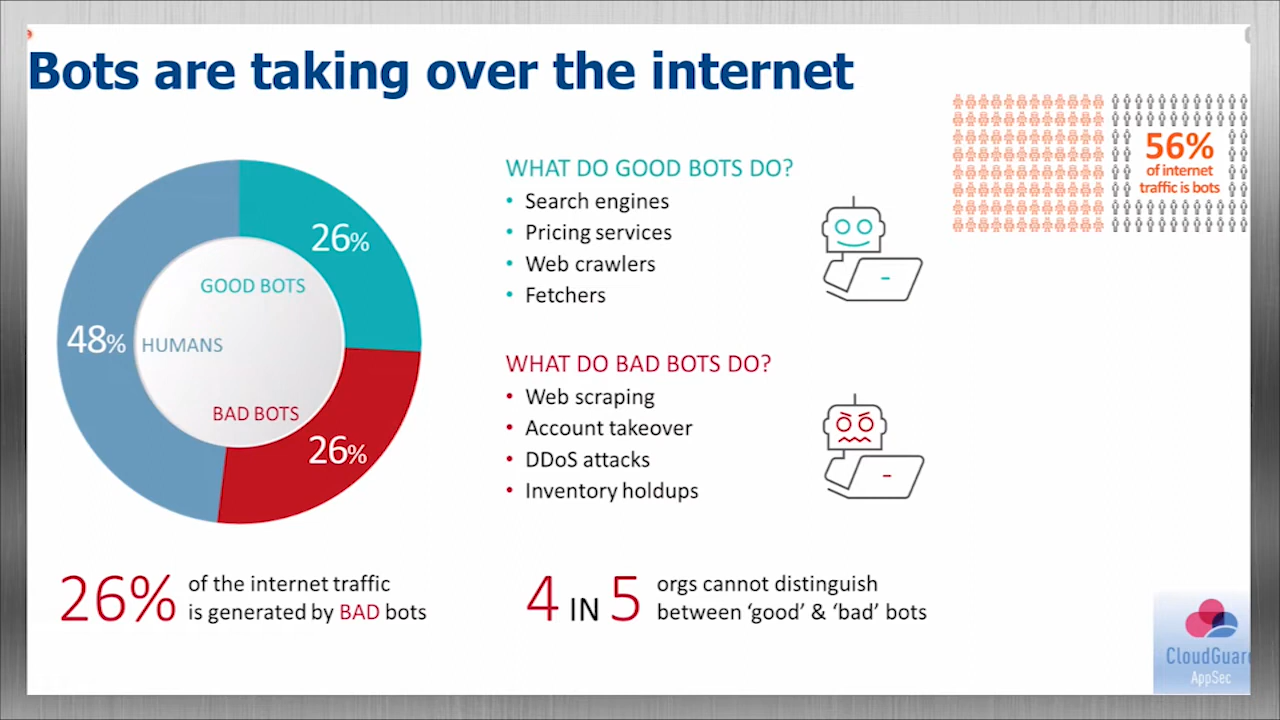 Bots are taking over the internet
56%
of internet
traffic is bots
26%
GOOD BOTS
48%
HUMANS
BAD BOTS
26%
WHAT DO GOOD BOTS DO?
• Search engines
• Pricing services
• Web crawlers
• Fetchers
WHAT DO BAD BOTS DO?
• Web scraping
• Account takeover
• DDoS attacks
• Inventory holdups
26%
of the internet traffic
is generated by BAD bots
4 IN 5
orgs cannot distinguish
between ‘good’ & ‘bad’ bots
CloudGuar
AppSec